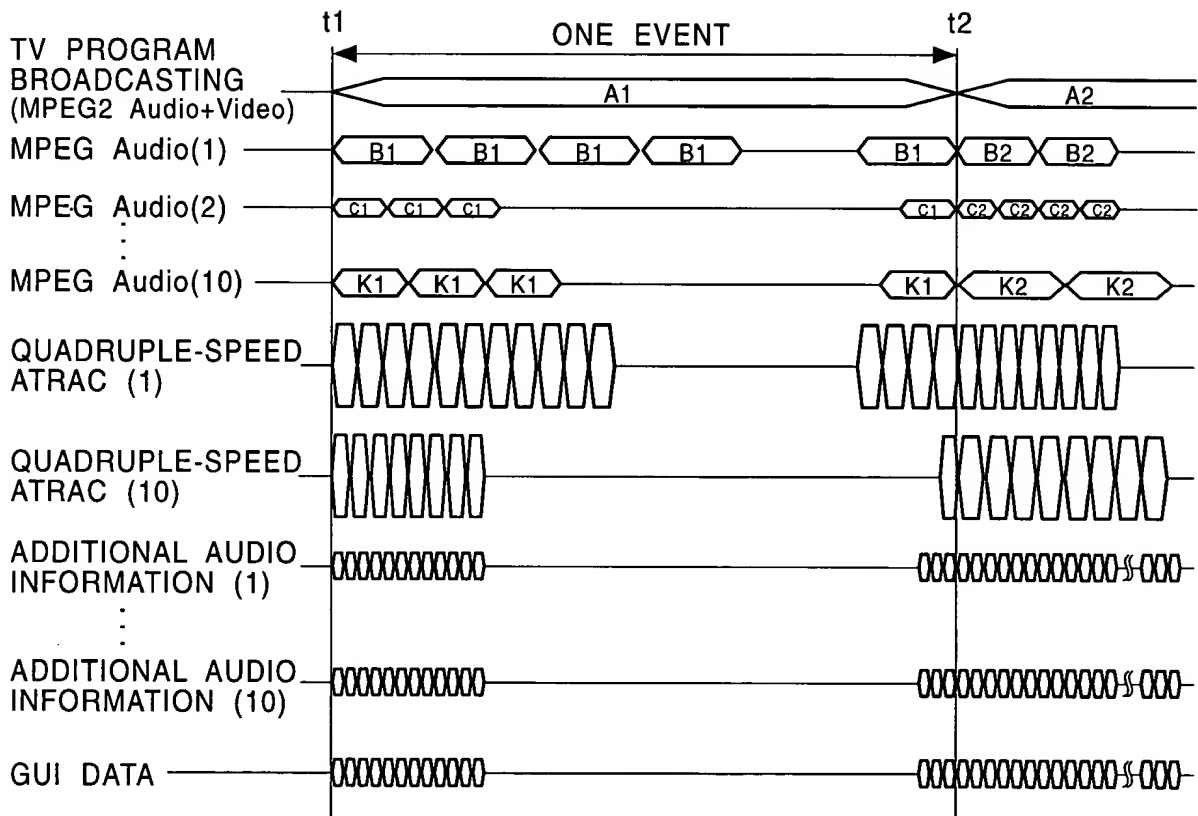 t1 t2
ONE EVENT
TV PROGRAM
BROADCASTING
(MPEG2 Audio+Video)
A1 A2
MPEG Audio(1) B1 B1 B1 B1 B1 B2 B2
MPEG Audio(2) C1 C1 C1 C1 C2 C2 C2 C2
MPEG Audio(10) K1 K1 K1 K1 K2 K2
QUADRUPLE-SPEED
ATRAC (1)
QUADRUPLE-SPEED
ATRAC (10)
ADDITIONAL AUDIO
INFORMATION (1)
ADDITIONAL AUDIO
INFORMATION (10)
GUI DATA